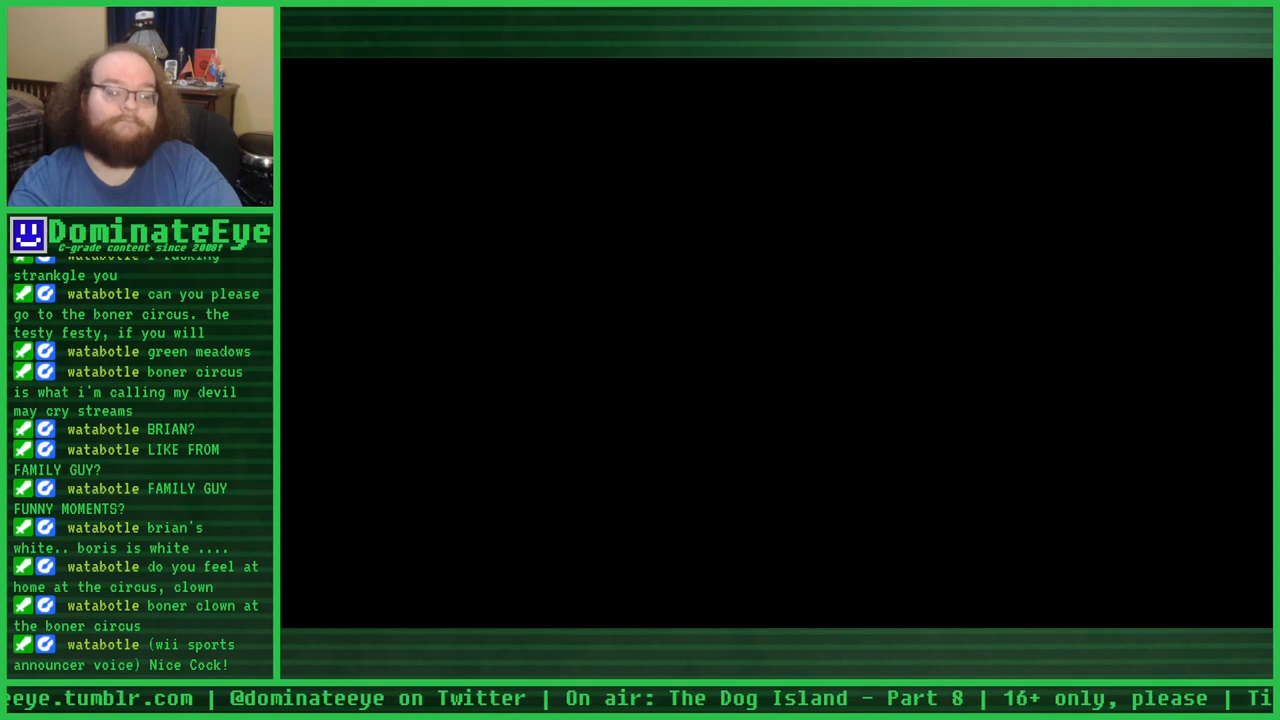 DominateEye
C-grade content since 2008!
watabotle i fucking
strankgle you
watabotle can you please
go to the boner circus. the
testy festy, if you will
watabotle green meadows
watabotle boner circus
is what i'm calling my devil
may cry streams
watabotle BRIAN?
watabotle LIKE FROM
FAMILY GUY?
watabotle FAMILY GUY
FUNNY MOMENTS?
watabotle brian's
white.. boris is white ....
watabotle do you feel at
home at the circus, clown
watabotle boner clown at
the boner circus
watabotle (wii sports
announcer voice) Nice Cock!
eeye.tumblr.com | @dominateeye on Twitter | On air: The Dog Island - Part 8 | 16+ only, please | Ti